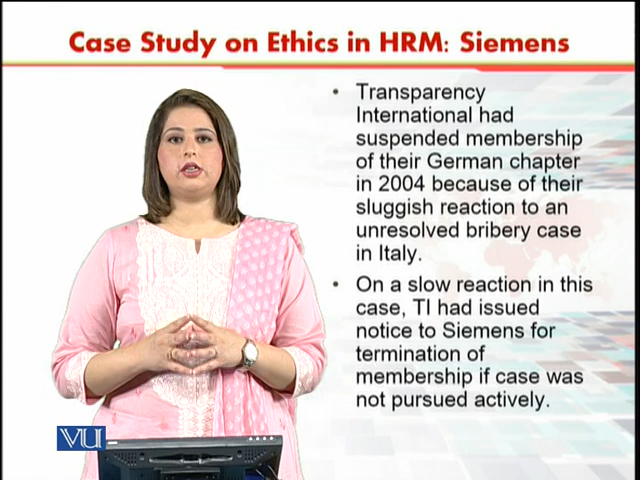 Case Study on Ethics in HRM: Siemens
• Transparency
International had
suspended membership
of their German chapter
in 2004 because of their
sluggish reaction to an
unresolved bribery case
in Italy.
• On a slow reaction in this
case, TI had issued
notice to Siemens for
termination of
membership if case was
not pursued actively.
VU